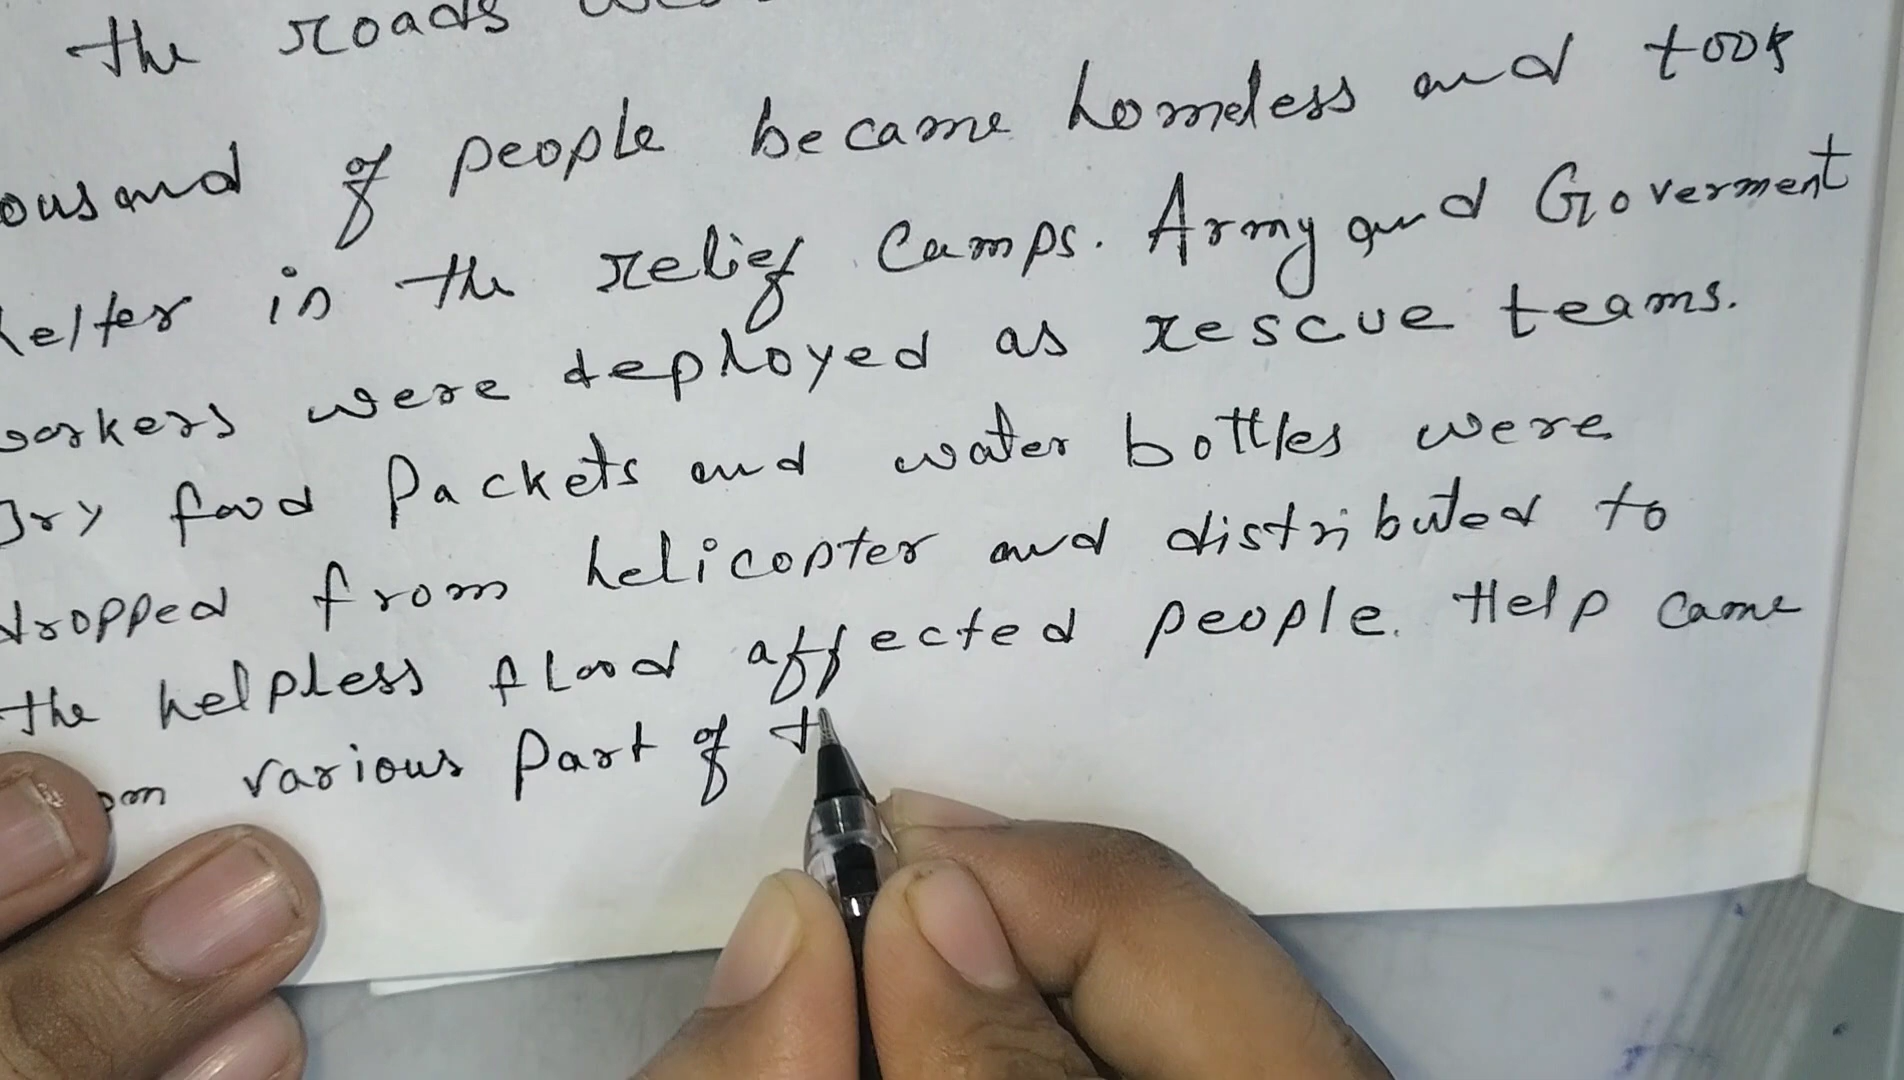 the roads
ousand of people became homeless and took
helter in the relief Camps. Army and Goverment
workers were deployed as rescue teams.
Dry food Packets and water bottles were
dropped from helicopter and distributed to
the helpless flood affected people. Help came
om various Part of t